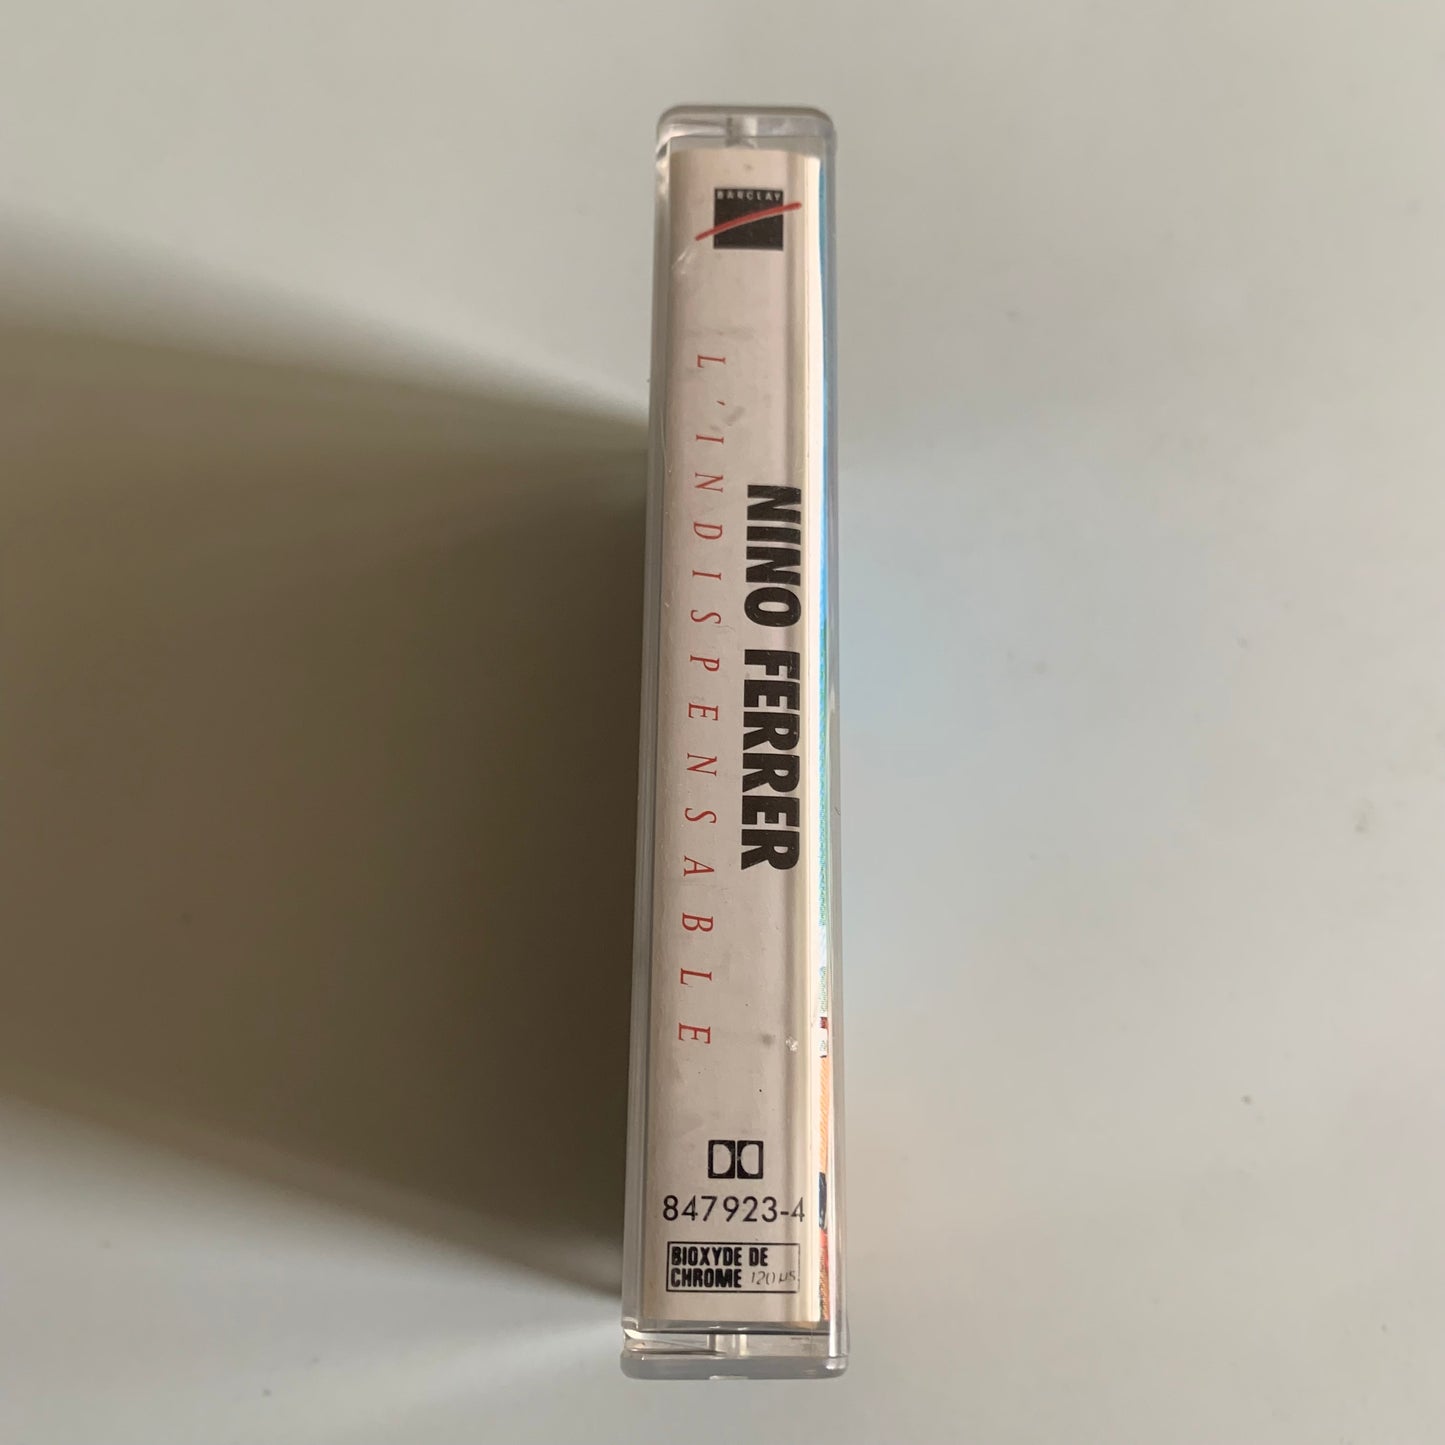 BARCLAY
NINO FERRER
L'INDISPENSABLE
847923-4
BIOXYDE DE
CHROME 120 µs.